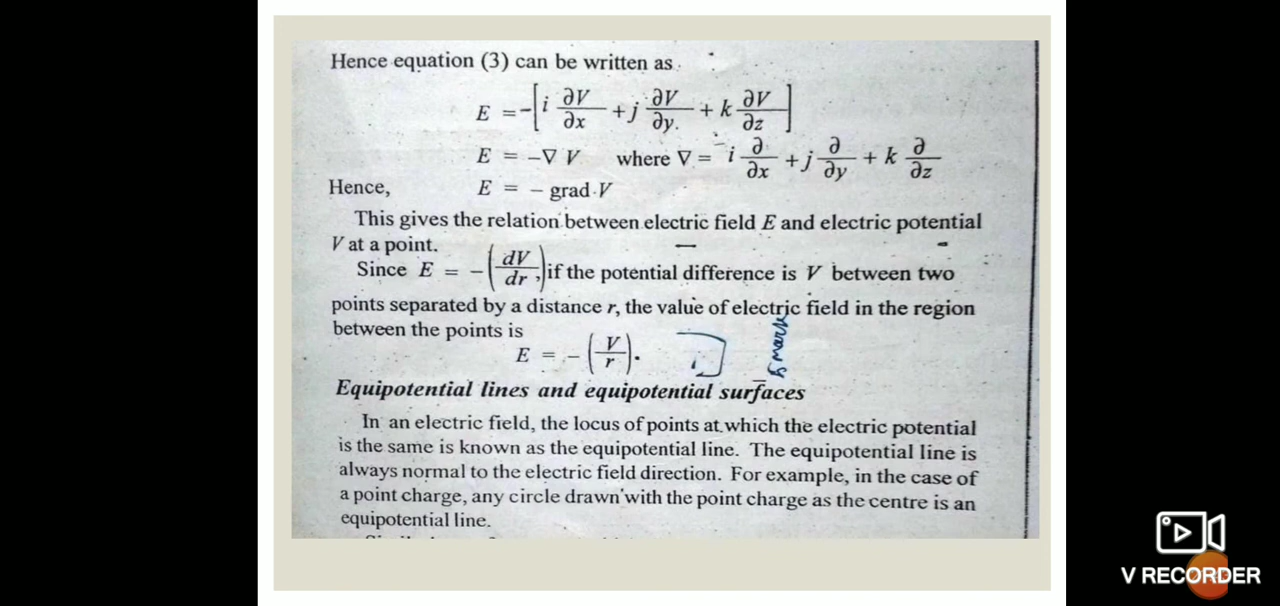 Hence equation (3) can be written as
E = -[i ∂V/∂x + j ∂V/∂y. + k ∂V/∂z]
E = -∇ V where ∇ = i ∂/∂x + j ∂/∂y + k ∂/∂z
Hence, E = - grad V
This gives the relation between electric field E and electric potential
V at a point.
Since E = -(dV/dr) if the potential difference is V between two
points separated by a distance r, the value of electric field in the region
between the points is
E = -(V/r).
5 mark
Equipotential lines and equipotential surfaces
In an electric field, the locus of points at which the electric potential
is the same is known as the equipotential line. The equipotential line is
always normal to the electric field direction. For example, in the case of
a point charge, any circle drawn with the point charge as the centre is an
equipotential line.
V RECORDER